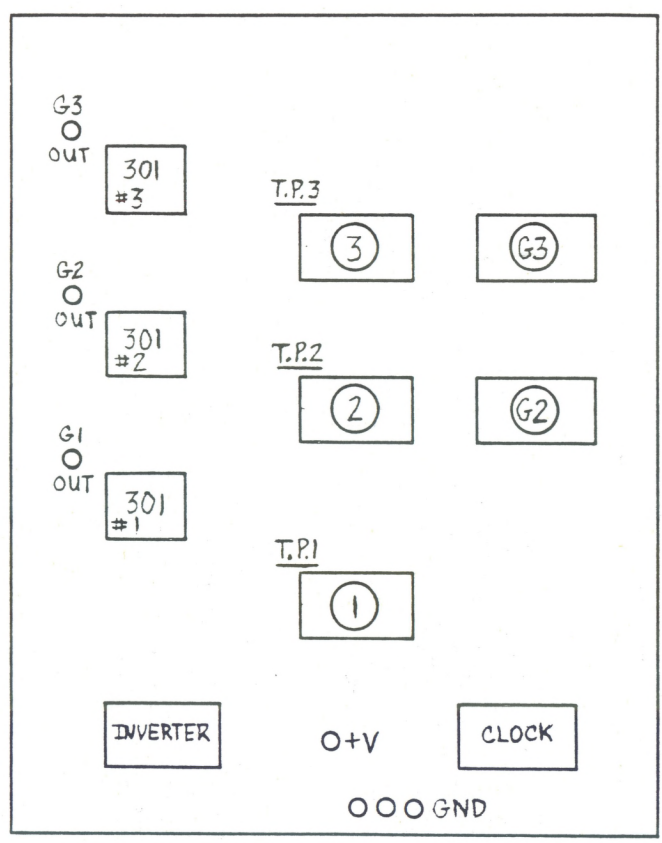 G3
OUT
301
#3
T.P.3
3
G3
G2
OUT
301
#2
T.P.2
2
G2
G1
OUT
301
#1
T.P.1
1
INVERTER
+V
CLOCK
GND